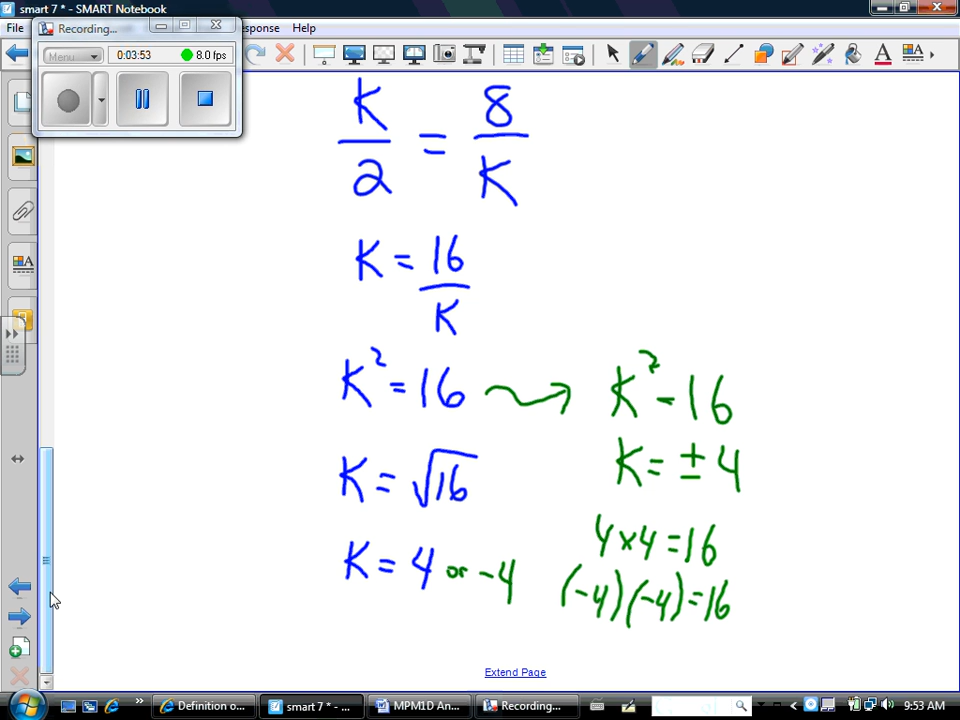 smart 7 * - SMART Notebook
File
esponse
Help
Recording...
Menu
0:03:53
8.0 fps
K/2 = 8/K
K = 16/K
K² = 16
K² - 16
K = √16
K = ± 4
K = 4 or -4
4 x 4 = 16
(-4)(-4) = 16
Extend Page
Definition o...
smart 7 * - ...
MPM1D An...
Recording...
9:53 AM